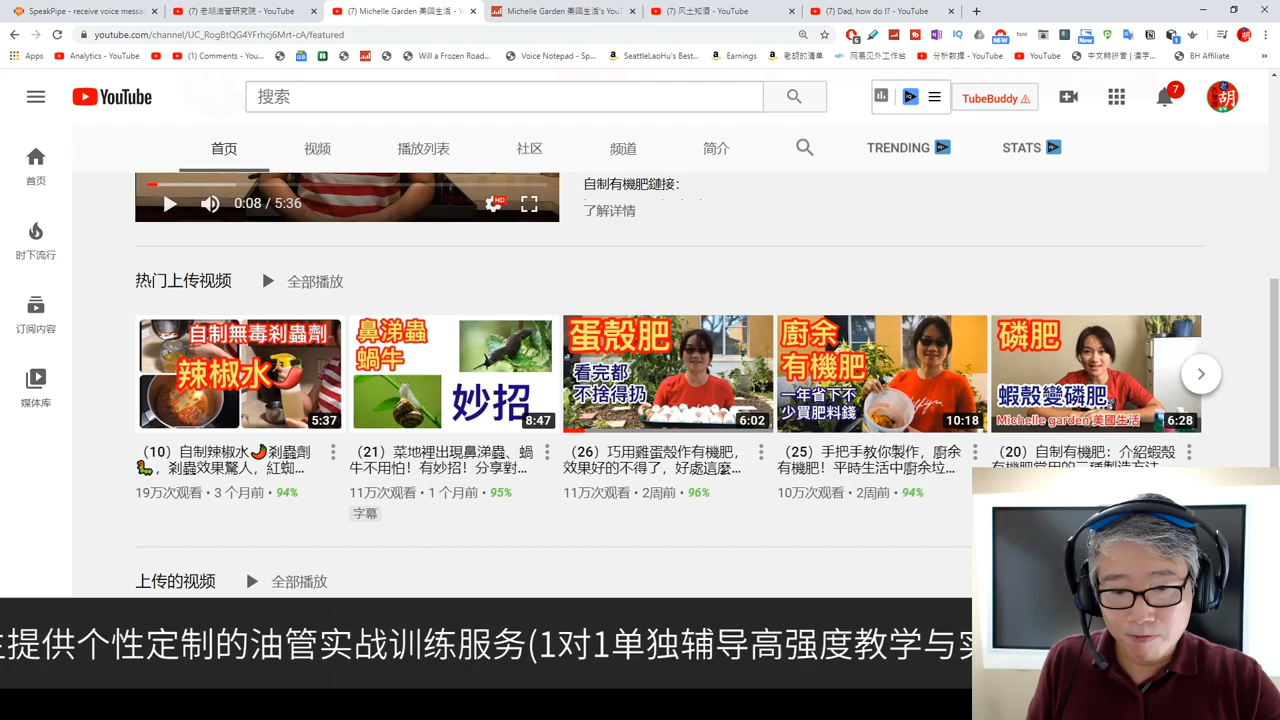 SpeakPipe - receive voice messag
(7) 老胡油管研究院 - YouTube
(7) Michelle Garden 美國生活 - Y
Michelle Garden 美國生活's YouT
(7) 风土知酒 - YouTube
(7) Dad, how do I? - YouTube
youtube.com/channel/UC_RogBtQG4YFrhcj6Mrt-cA/featured
Apps
Analytics - YouTube
(1) Comments - You...
Will a Frozen Road...
Voice Notepad - Sp...
SeattleLaoHu's Best...
Earnings
老胡的清单
网易见外工作台
分析數據 - YouTube
YouTube
中文轉拼音 | 漢字...
BH Affiliate
YouTube
搜索
TubeBuddy
7
胡
首页
视频
播放列表
社区
频道
简介
TRENDING
STATS
首页
时下流行
订阅内容
媒体库
0:08 / 5:36
HD
自制有機肥鏈接:
了解详情
热门上传视频
全部播放
自制無毒剎蟲劑
辣椒水
5:37
鼻涕蟲
蝸牛
妙招
8:47
蛋殼肥
看完都
不捨得扔
6:02
廚余
有機肥
一年省下不
少買肥料錢
10:18
磷肥
蝦殼變磷肥
Michelle garden 美國生活
6:28
（10）自制辣椒水🌶剎蟲劑
🐛，剎蟲效果驚人，紅蜘...
19万次观看 • 3 个月前 • 94%
（21） 菜地裡出現鼻涕蟲、蝸
牛不用怕！有妙招！分享對...
11万次观看 • 1 个月前 • 95%
字幕
（26）巧用雞蛋殼作有機肥，
效果好的不得了，好處這麼...
11万次观看 • 2周前 • 96%
（25）手把手教你製作，廚余
有機肥！平時生活中廚余垃...
10万次观看 • 2周前 • 94%
（20）自制有機肥：介紹蝦殼
上传的视频
全部播放
提供个性定制的油管实战训练服务(1对1单独辅导高强度教学与实